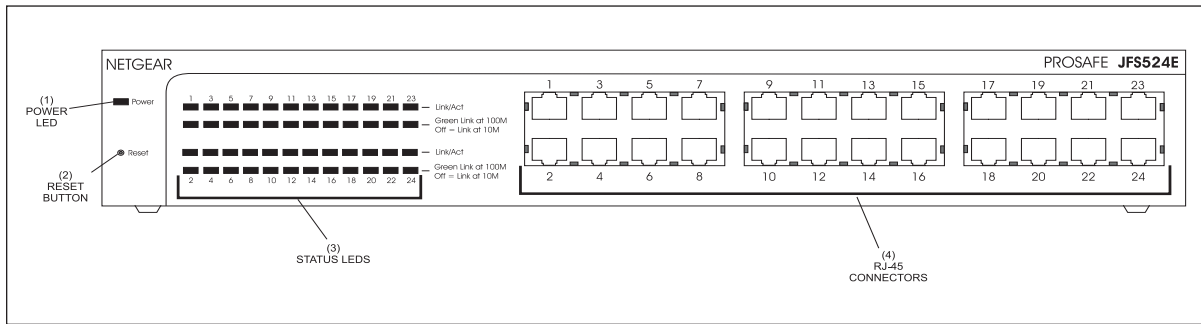 NETGEAR
PROSAFE JFS524E
(1)
POWER
LED
Power
(2)
RESET
BUTTON
Reset
1 3 5 7 9 11 13 15 17 19 21 23
Link/Act
Green Link at 100M
Off = Link at 10M
Link/Act
Green Link at 100M
Off = Link at 10M
2 4 6 8 10 12 14 16 18 20 22 24
(3)
STATUS LEDS
1 3 5 7 9 11 13 15 17 19 21 23
2 4 6 8 10 12 14 16 18 20 22 24
(4)
RJ-45
CONNECTORS